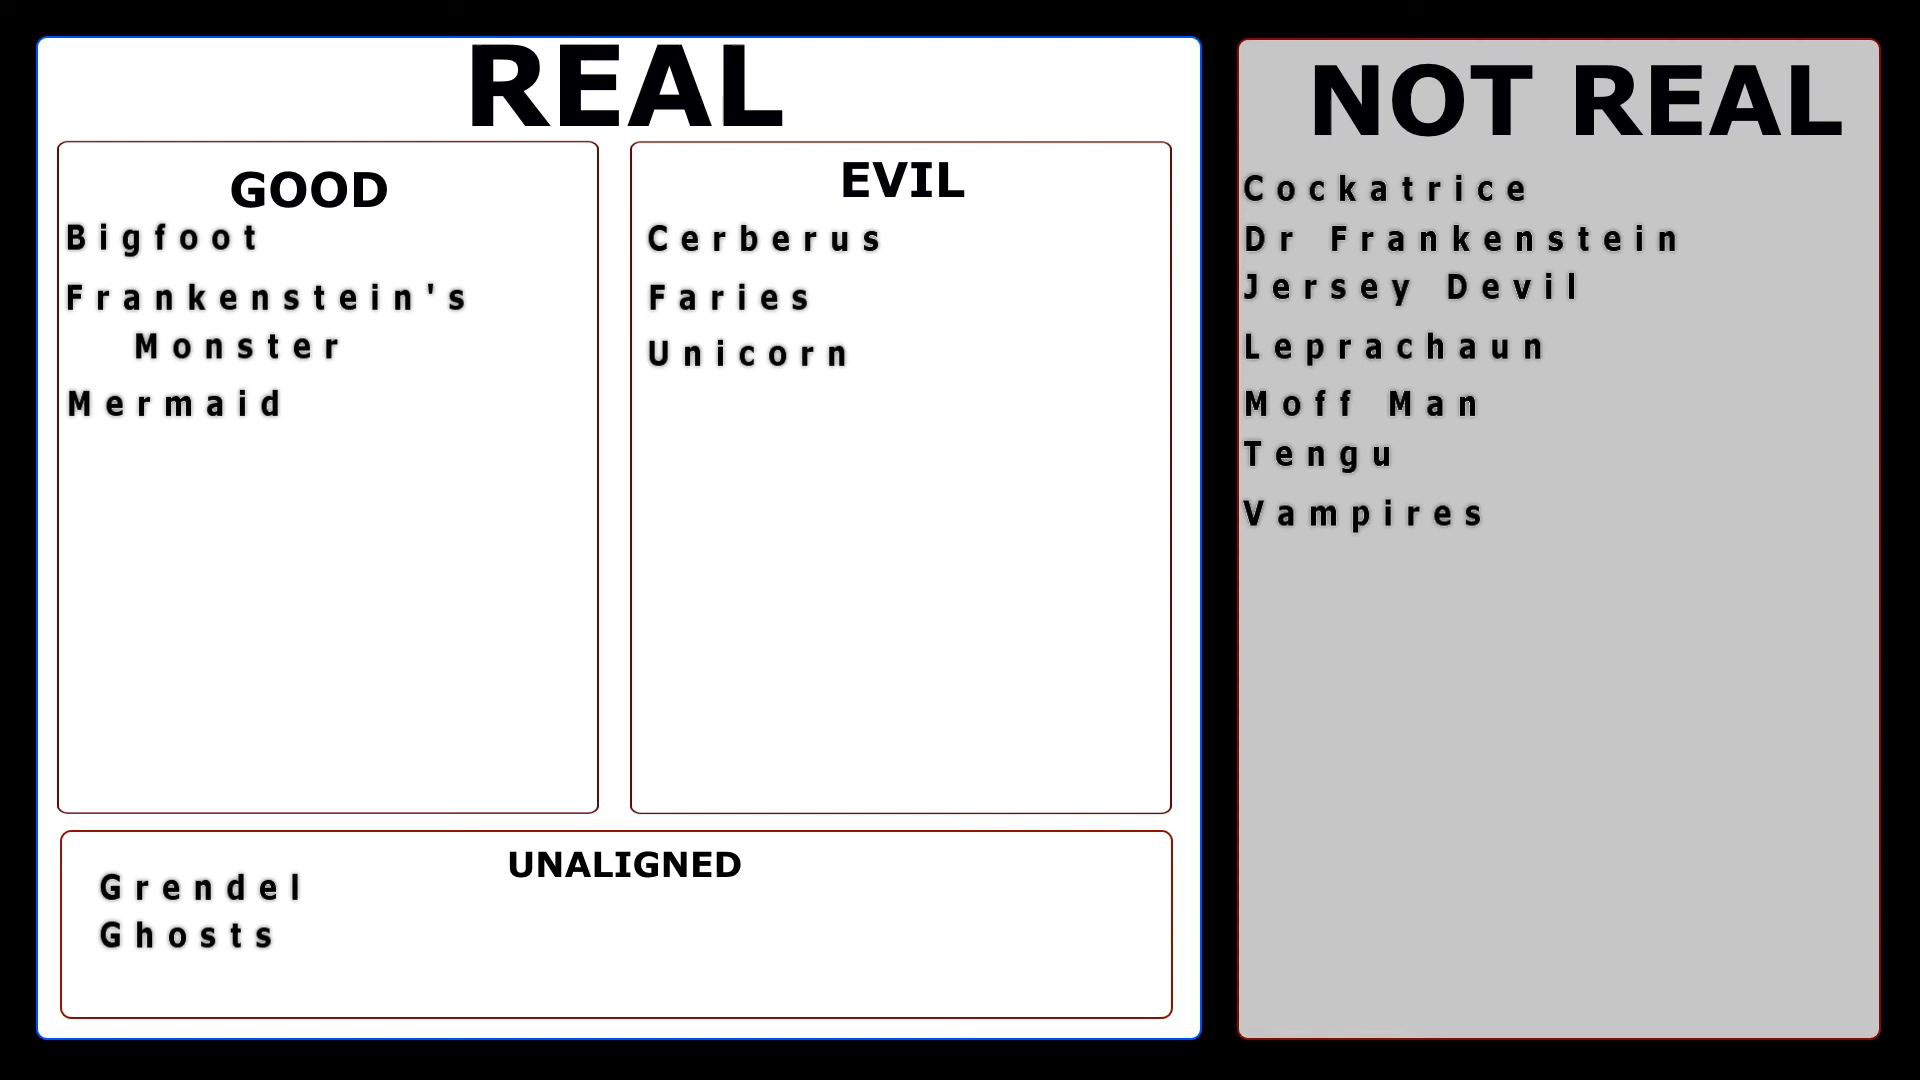 REAL
GOOD
Bigfoot
Frankenstein's
Monster
Mermaid
EVIL
Cerberus
Faries
Unicorn
UNALIGNED
Grendel
Ghosts
NOT REAL
Cockatrice
Dr Frankenstein
Jersey Devil
Leprachaun
Moff Man
Tengu
Vampires